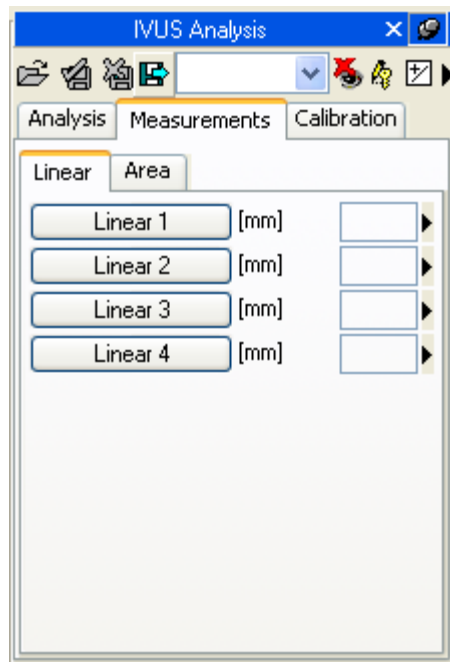 IVUS Analysis
Analysis Measurements Calibration
Linear Area
Linear 1 [mm]
Linear 2 [mm]
Linear 3 [mm]
Linear 4 [mm]